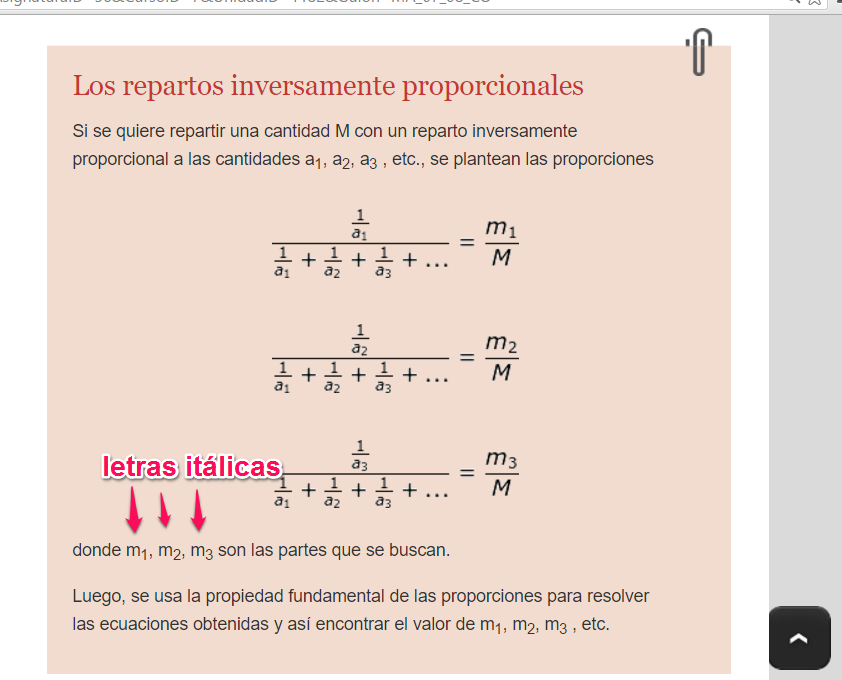 Los repartos inversamente proporcionales
Si se quiere repartir una cantidad M con un reparto inversamente
proporcional a las cantidades a₁, a₂, a₃ , etc., se plantean las proporciones
\frac{\frac{1}{a_1}}{\frac{1}{a_1} + \frac{1}{a_2} + \frac{1}{a_3} + ...} = \frac{m_1}{M}
\frac{\frac{1}{a_2}}{\frac{1}{a_1} + \frac{1}{a_2} + \frac{1}{a_3} + ...} = \frac{m_2}{M}
\frac{\frac{1}{a_3}}{\frac{1}{a_1} + \frac{1}{a_2} + \frac{1}{a_3} + ...} = \frac{m_3}{M}
letras itálicas
donde m₁, m₂, m₃ son las partes que se buscan.
Luego, se usa la propiedad fundamental de las proporciones para resolver
las ecuaciones obtenidas y así encontrar el valor de m₁, m₂, m₃ , etc.